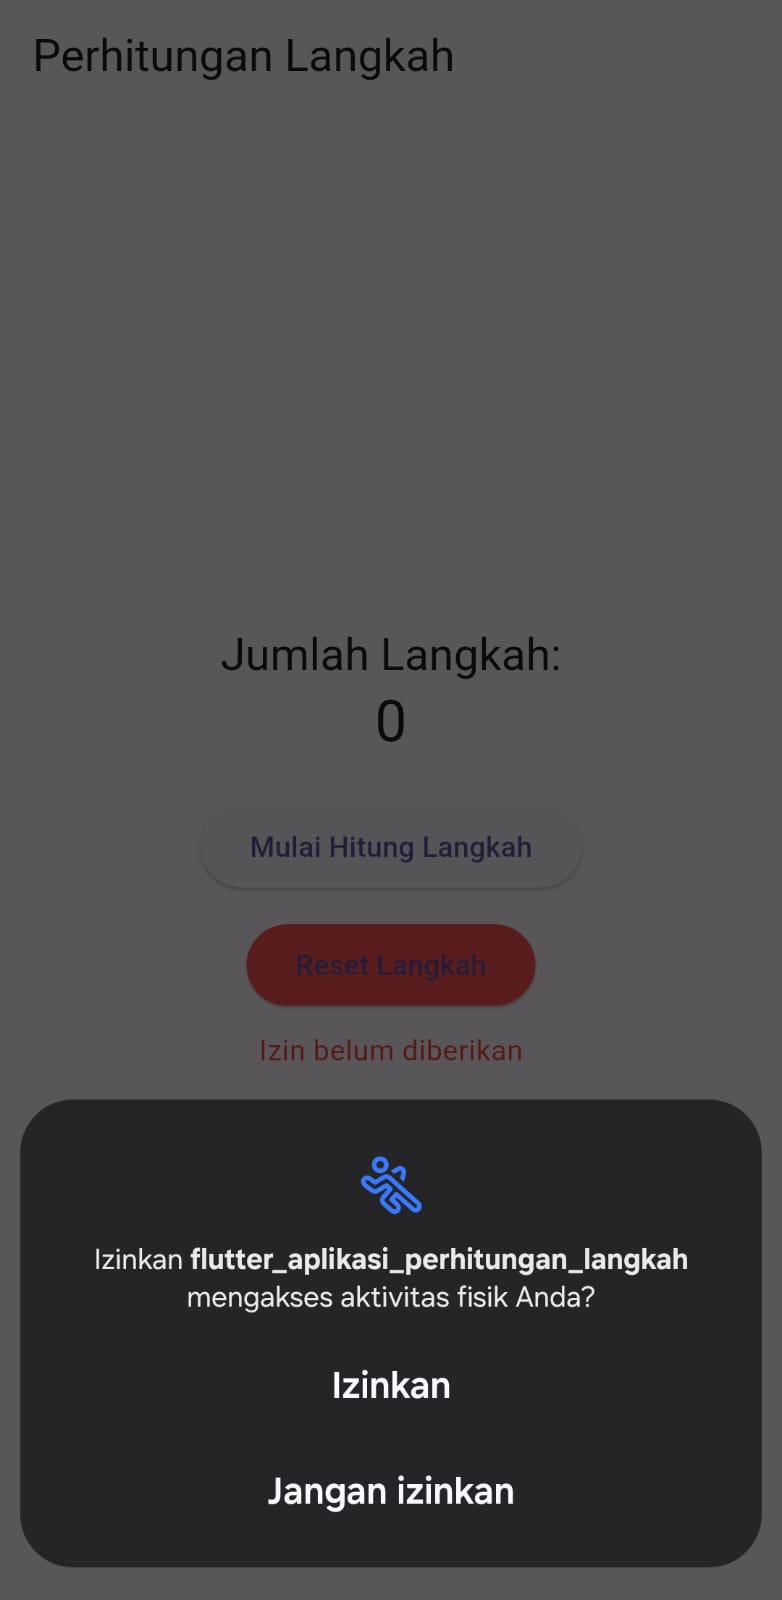 Perhitungan Langkah
Jumlah Langkah:
0
Mulai Hitung Langkah
Reset Langkah
Izin belum diberikan
Izinkan flutter_aplikasi_perhitungan_langkah
mengakses aktivitas fisik Anda?
Izinkan
Jangan izinkan